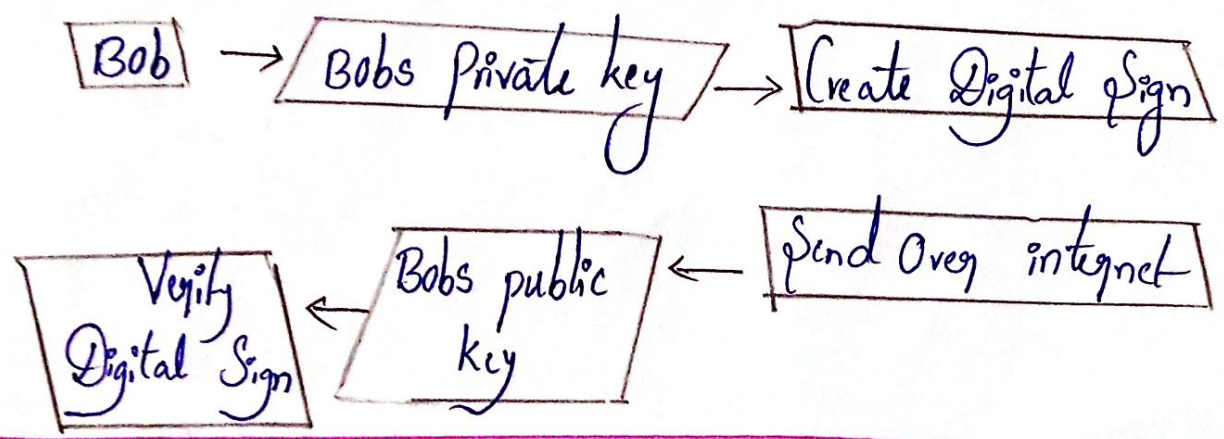 Bob
Bobs Private key
Create Digital Sign
Send Over internet
Bobs public
key
Verify
Digital Sign